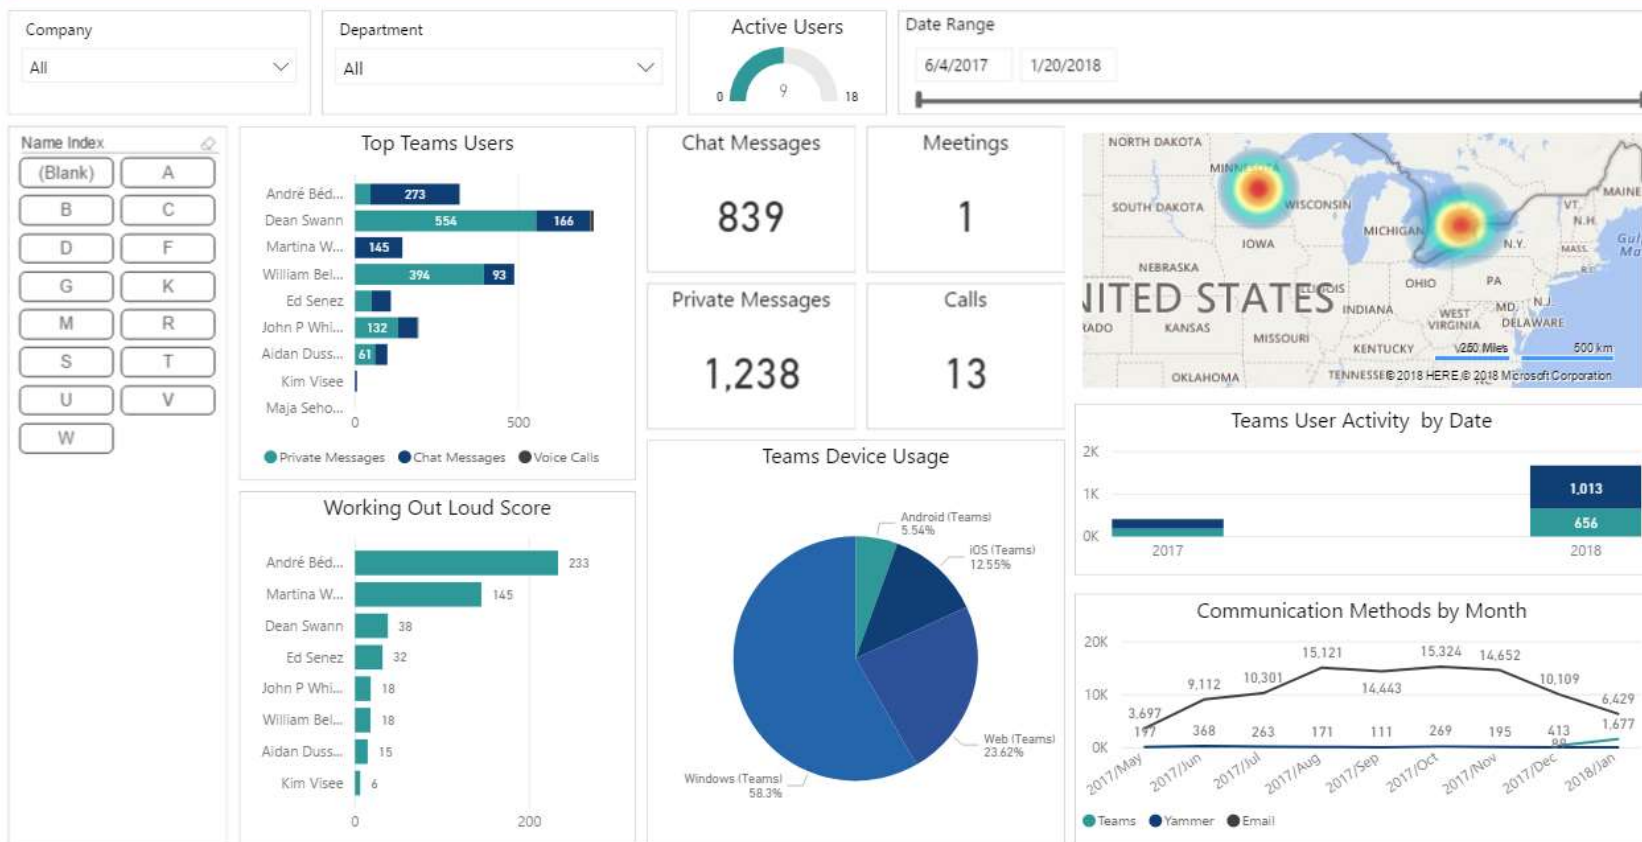 Company
All
Department
All
Active Users
0
9
18
Date Range
6/4/2017
1/20/2018
Name Index
(Blank)
A
B
C
D
F
G
K
M
R
S
T
U
V
W
Top Teams Users
André Béd...
273
Dean Swann
554
166
Martina W...
145
William Bel...
394
93
Ed Senez
John P Whi...
132
Aidan Duss...
61
Kim Visee
Maja Seho...
0
500
Private Messages
Chat Messages
Voice Calls
Working Out Loud Score
André Béd...
233
Martina W...
145
Dean Swann
38
Ed Senez
32
John P Whi...
18
William Bel...
18
Aidan Duss...
15
Kim Visee
6
0
200
Chat Messages
839
Meetings
1
Private Messages
1,238
Calls
13
Teams Device Usage
Android (Teams)
5.54%
iOS (Teams)
12.55%
Web (Teams)
23.62%
Windows (Teams)
58.3%
NORTH DAKOTA
MINNESOTA
SOUTH DAKOTA
WISCONSIN
MICHIGAN
MAINE
VT.
N.H.
MASS.
N.Y.
R.I.
IOWA
NEBRASKA
ILLINOIS
OHIO
PA
NITED STATES
INDIANA
N.J.
MD.
WEST
VIRGINIA
DELAWARE
RADO
KANSAS
MISSOURI
KENTUCKY
250 Miles
500 km
OKLAHOMA
TENNESSEE
© 2018 HERE,© 2018 Microsoft Corporation
Teams User Activity by Date
2K
1K
0K
1,013
656
2017
2018
Communication Methods by Month
20K
10K
0K
3,697
9,112
10,301
15,121
14,443
15,324
14,652
10,109
6,429
1,677
197
368
263
171
111
269
195
413
2017/May
2017/Jun
2017/Jul
2017/Aug
2017/Sep
2017/Oct
2017/Nov
2017/Dec
2018/Jan
Teams
Yammer
Email